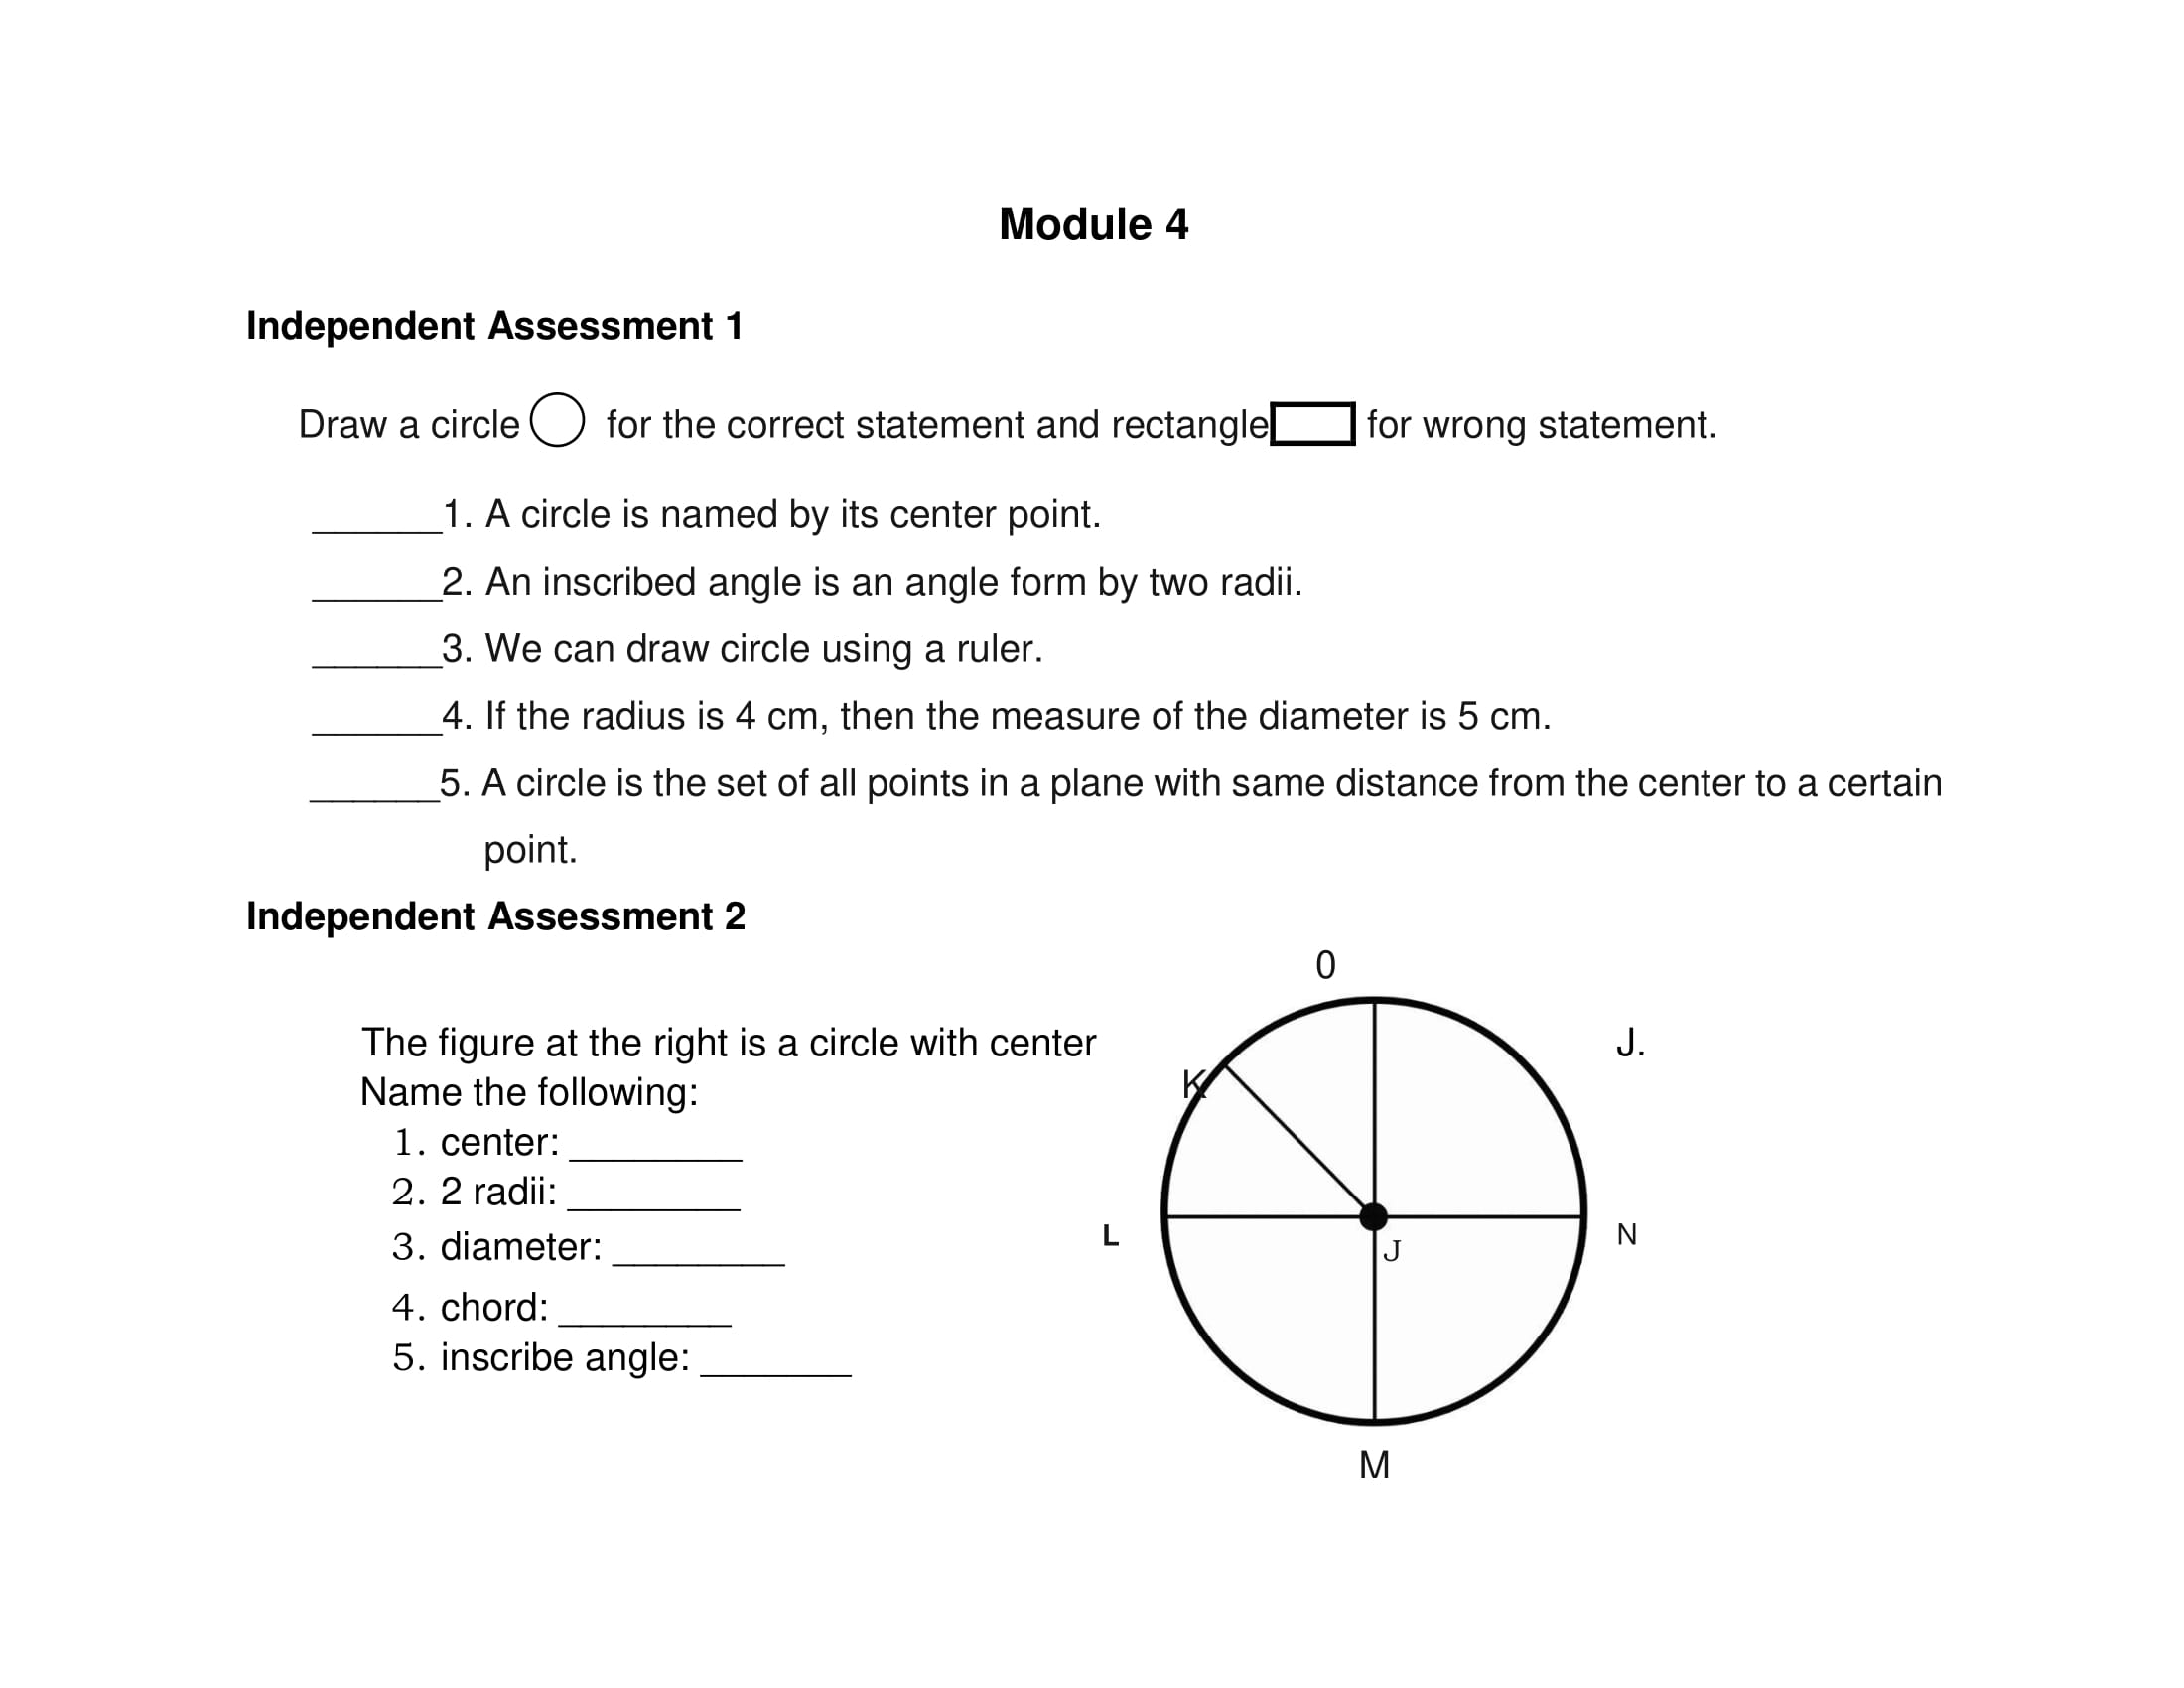 Module 4
Independent Assessment 1
Draw a circle for the correct statement and rectangle for wrong statement.
______1. A circle is named by its center point.
______2. An inscribed angle is an angle form by two radii.
______3. We can draw circle using a ruler.
______4. If the radius is 4 cm, then the measure of the diameter is 5 cm.
______5. A circle is the set of all points in a plane with same distance from the center to a certain
point.
Independent Assessment 2
The figure at the right is a circle with center J.
Name the following:
1. center: ________
2. 2 radii: ________
3. diameter: ________
4. chord: ________
5. inscribe angle: _______
0
K
L
J
N
M